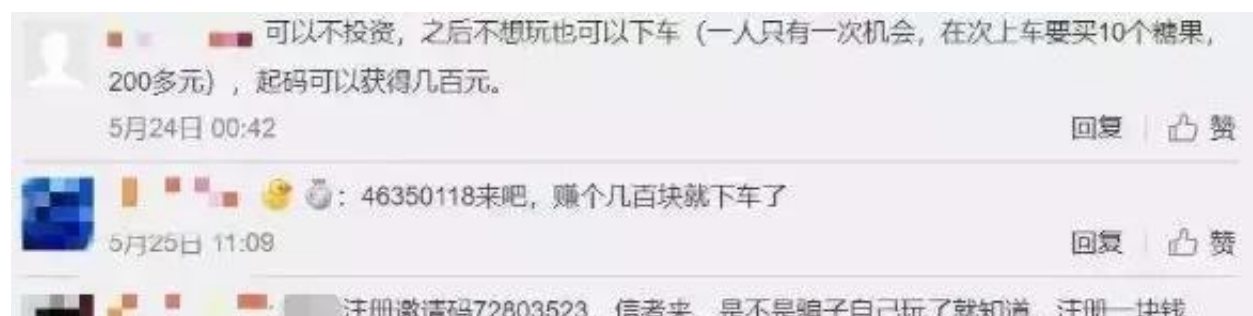 可以不投资，之后不想玩也可以下车（一人只有一次机会，在次上车要买10个糖果，
200多元），起码可以获得几百元。
5月24日 00:42
回复 赞
：46350118来吧，赚个几百块就下车了
5月25日 11:09
回复 赞
注册邀请码72803523，信者来，是不是骗子自己玩了就知道，注册一块钱